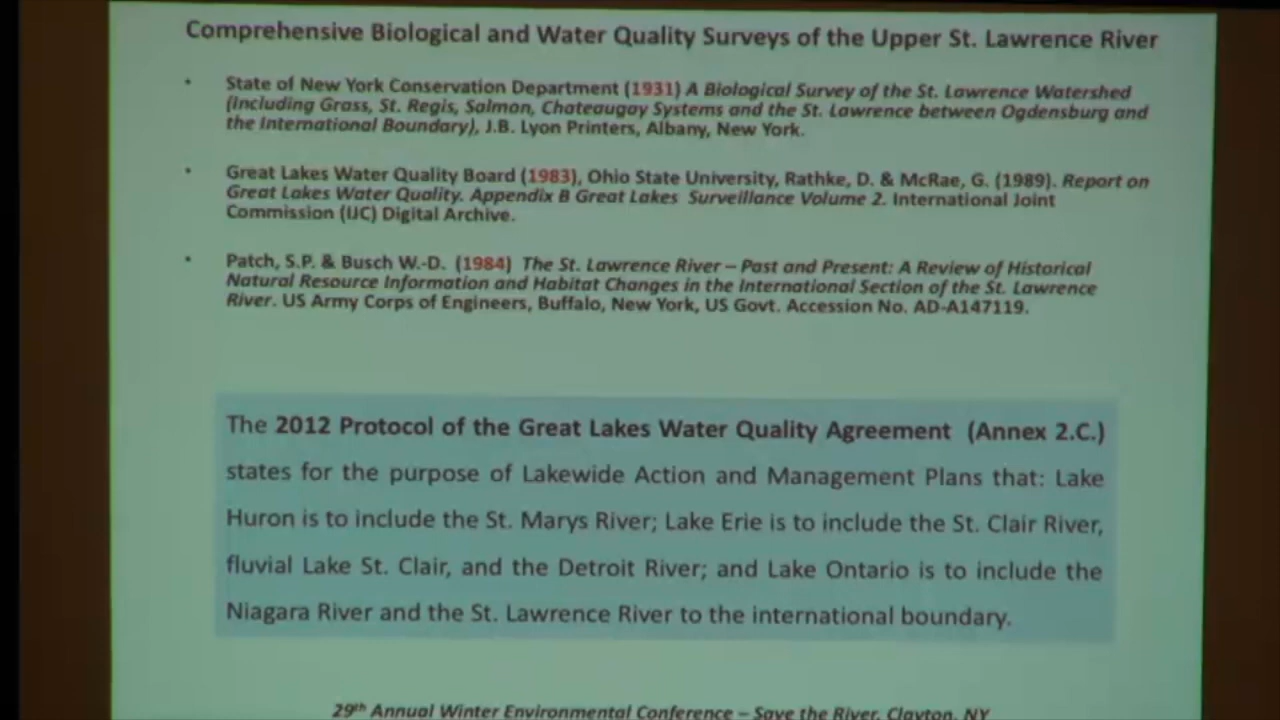 Comprehensive Biological and Water Quality Surveys of the Upper St. Lawrence River
• State of New York Conservation Department (1931) A Biological Survey of the St. Lawrence Watershed
(Including Grass, St. Regis, Salmon, Chateaugay Systems and the St. Lawrence between Ogdensburg and
the International Boundary), J.B. Lyon Printers, Albany, New York.
• Great Lakes Water Quality Board (1983), Ohio State University, Rathke, D. & McRae, G. (1989). Report on
Great Lakes Water Quality. Appendix B Great Lakes Surveillance Volume 2. International Joint
Commission (IJC) Digital Archive.
• Patch, S.P. & Busch W.-D. (1984) The St. Lawrence River – Past and Present: A Review of Historical
Natural Resource Information and Habitat Changes in the International Section of the St. Lawrence
River. US Army Corps of Engineers, Buffalo, New York, US Govt. Accession No. AD-A147119.
The 2012 Protocol of the Great Lakes Water Quality Agreement (Annex 2.C.)
states for the purpose of Lakewide Action and Management Plans that: Lake
Huron is to include the St. Marys River; Lake Erie is to include the St. Clair River,
fluvial Lake St. Clair, and the Detroit River; and Lake Ontario is to include the
Niagara River and the St. Lawrence River to the international boundary.
29th Annual Winter Environmental Conference – Save the River, Clayton, NY